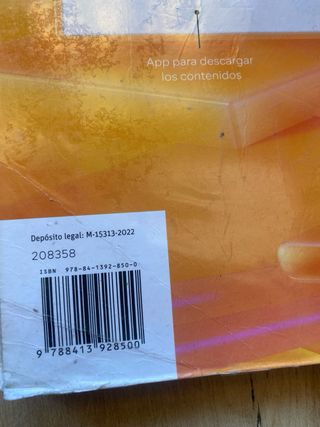 App para descargar
los contenidos
Depósito legal: M-15313-2022
208358
ISBN 978-84-1392-850-0
9 788413 928500